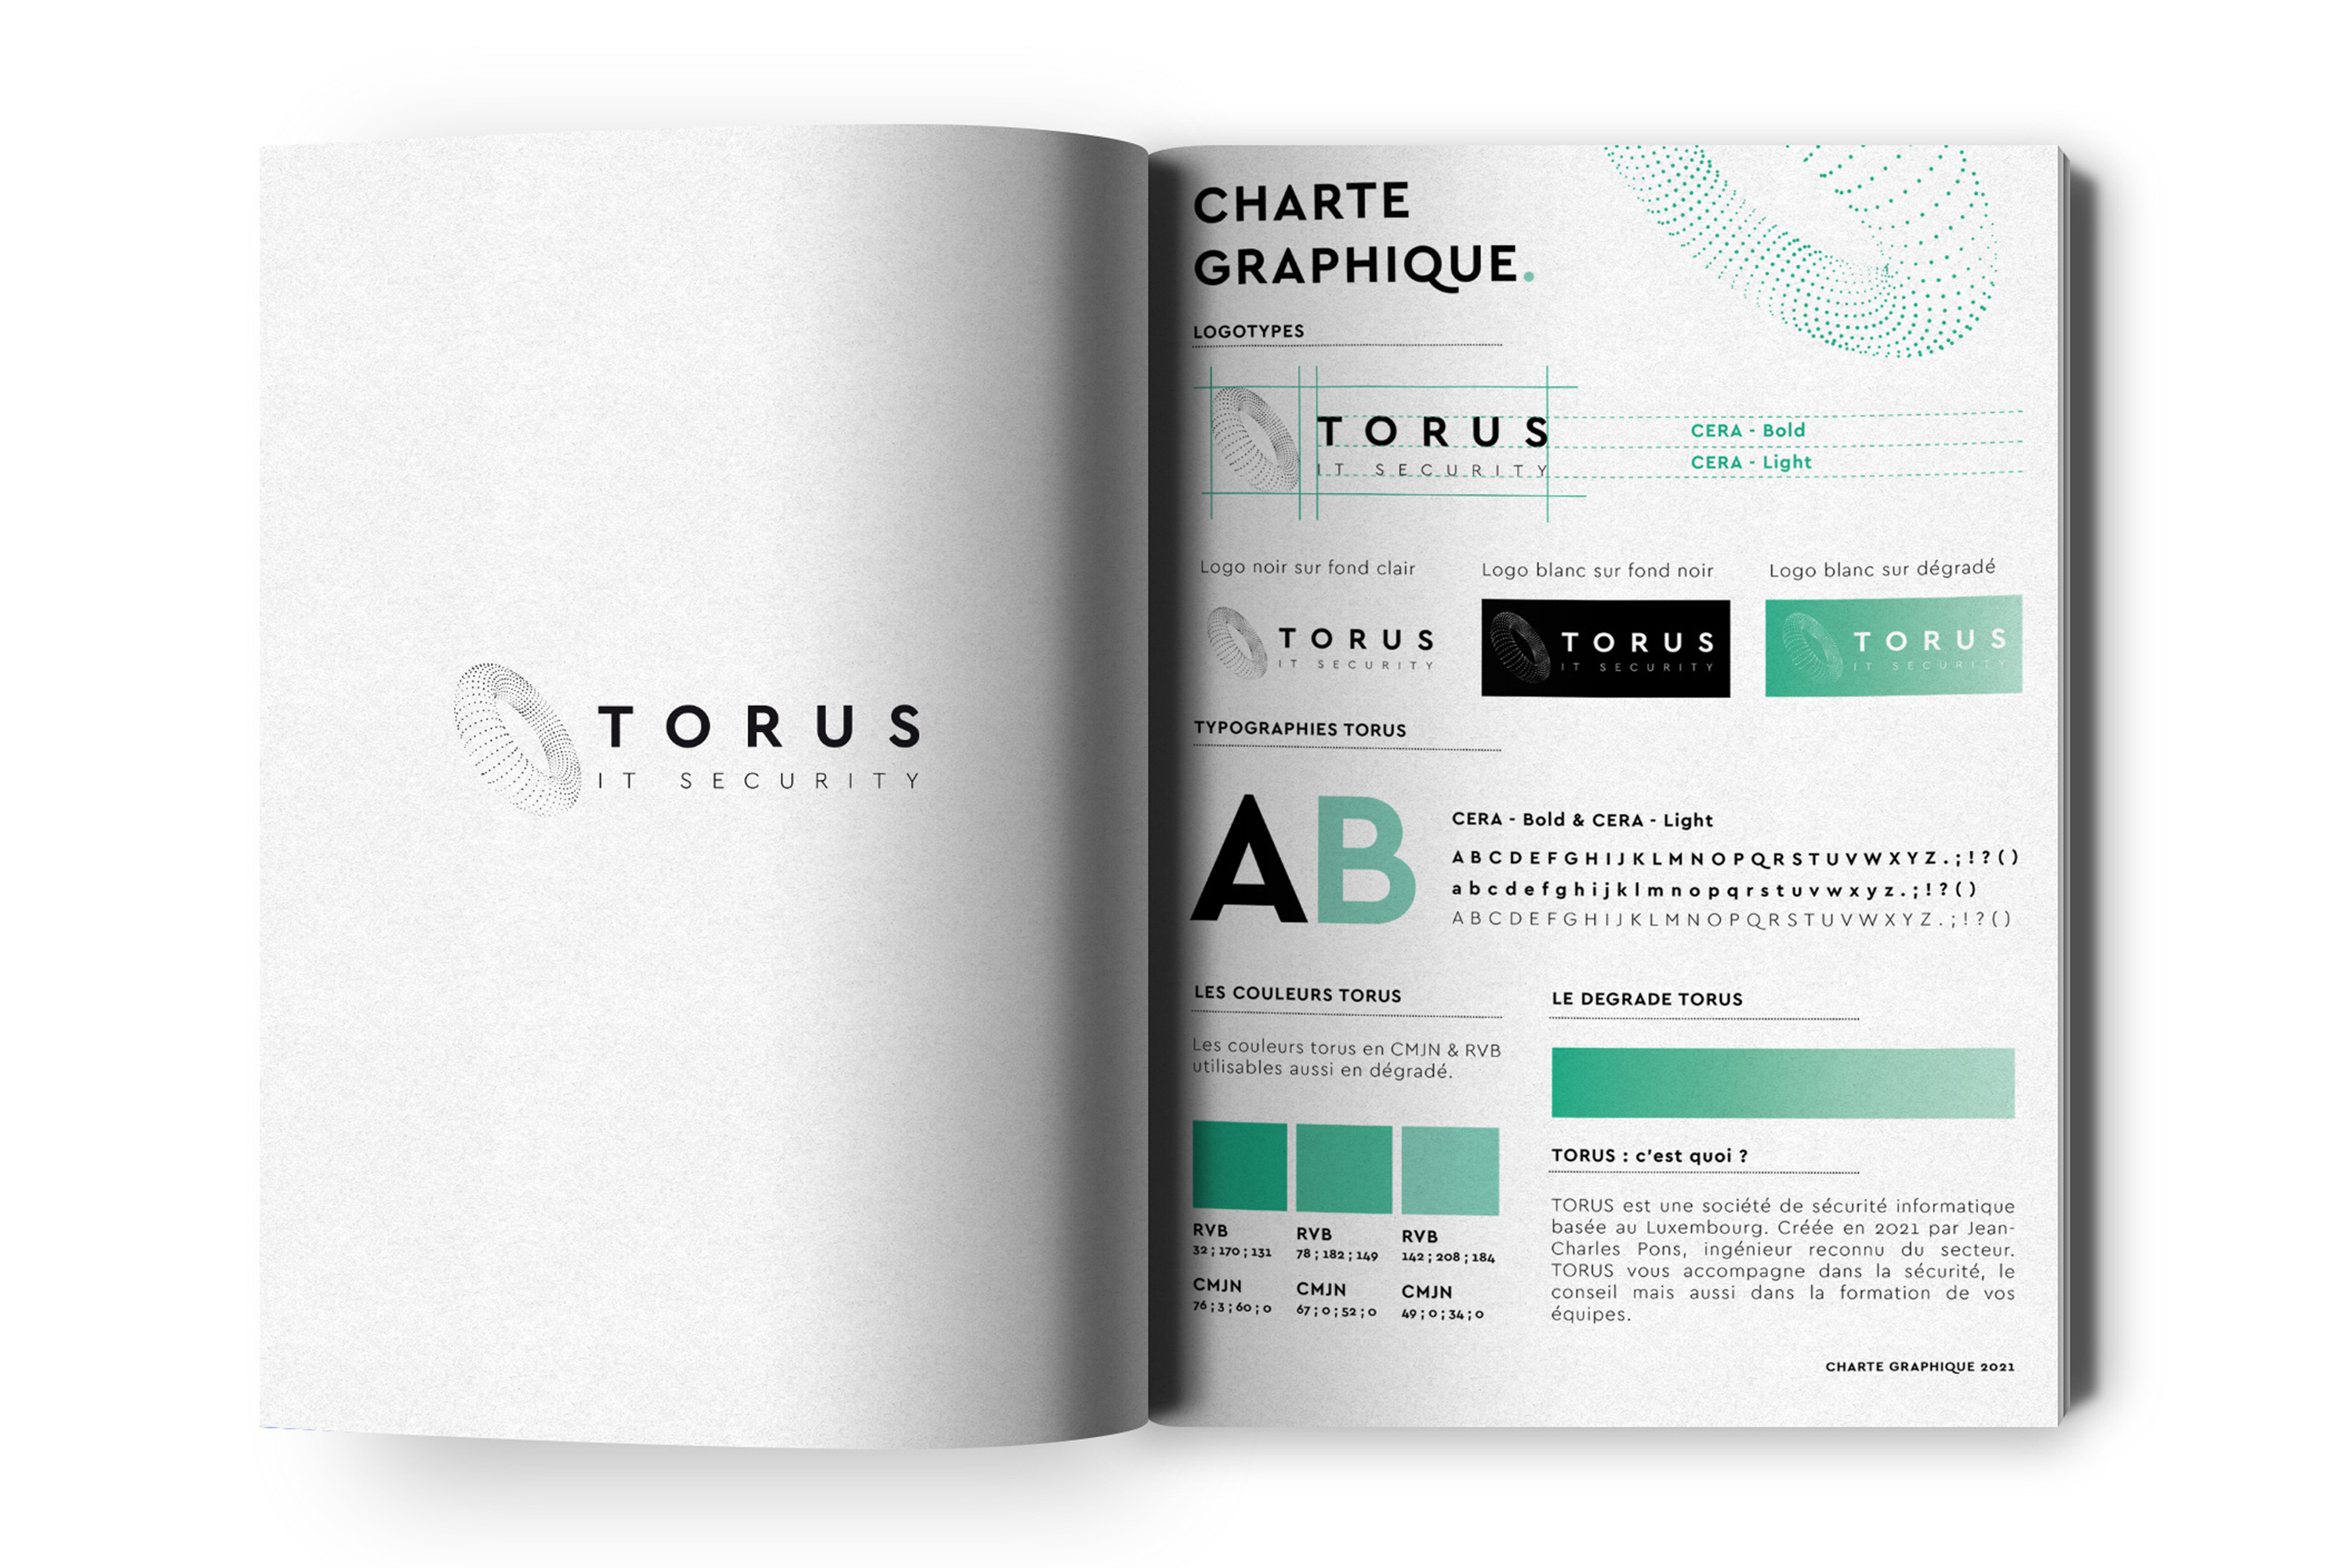 TORUS
IT SECURITY
CHARTE
GRAPHIQUE.
LOGOTYPES
TORUS
IT SECURITY
CERA - Bold
CERA - Light
Logo noir sur fond clair
TORUS
IT SECURITY
Logo blanc sur fond noir
TORUS
IT SECURITY
Logo blanc sur dégradé
TORUS
IT SECURITY
TYPOGRAPHIES TORUS
AB
CERA - Bold & CERA - Light
ABCDEFGHIJKLMNOPQRSTUVWXYZ.;!?()
abcdefghijklmnopqrstuvwxyz.;!?()
ABCDEFGHIJKLMNOPQRSTUVWXYZ.;!?()
LES COULEURS TORUS
Les couleurs torus en CMJN & RVB
utilisables aussi en dégradé.
RVB
32 ; 170 ; 131
CMJN
76 ; 3 ; 60 ; 0
RVB
78 ; 182 ; 149
CMJN
67 ; 0 ; 52 ; 0
RVB
142 ; 208 ; 184
CMJN
49 ; 0 ; 34 ; 0
LE DEGRADE TORUS
TORUS : c'est quoi ?
TORUS est une société de sécurité informatique
basée au Luxembourg. Créée en 2021 par Jean-
Charles Pons, ingénieur reconnu du secteur.
TORUS vous accompagne dans la sécurité, le
conseil mais aussi dans la formation de vos
équipes.
CHARTE GRAPHIQUE 2021